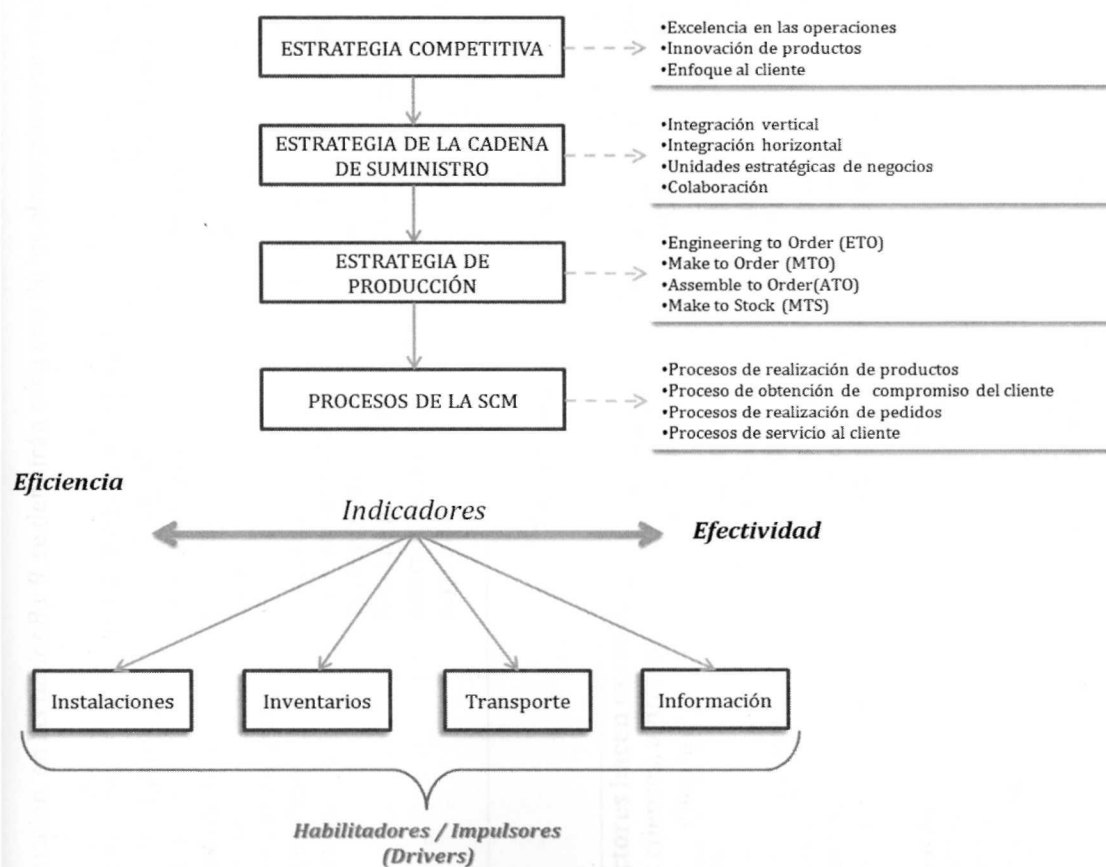 ESTRATEGIA COMPETITIVA
•Excelencia en las operaciones
•Innovación de productos
•Enfoque al cliente
ESTRATEGIA DE LA CADENA
DE SUMINISTRO
•Integración vertical
•Integración horizontal
•Unidades estratégicas de negocios
•Colaboración
ESTRATEGIA DE
PRODUCCIÓN
•Engineering to Order (ETO)
•Make to Order (MTO)
•Assemble to Order(ATO)
•Make to Stock (MTS)
PROCESOS DE LA SCM
•Procesos de realización de productos
•Proceso de obtención de compromiso del cliente
•Procesos de realización de pedidos
•Procesos de servicio al cliente
Eficiencia
Indicadores
Efectividad
Instalaciones
Inventarios
Transporte
Información
Habilitadores / Impulsores
(Drivers)